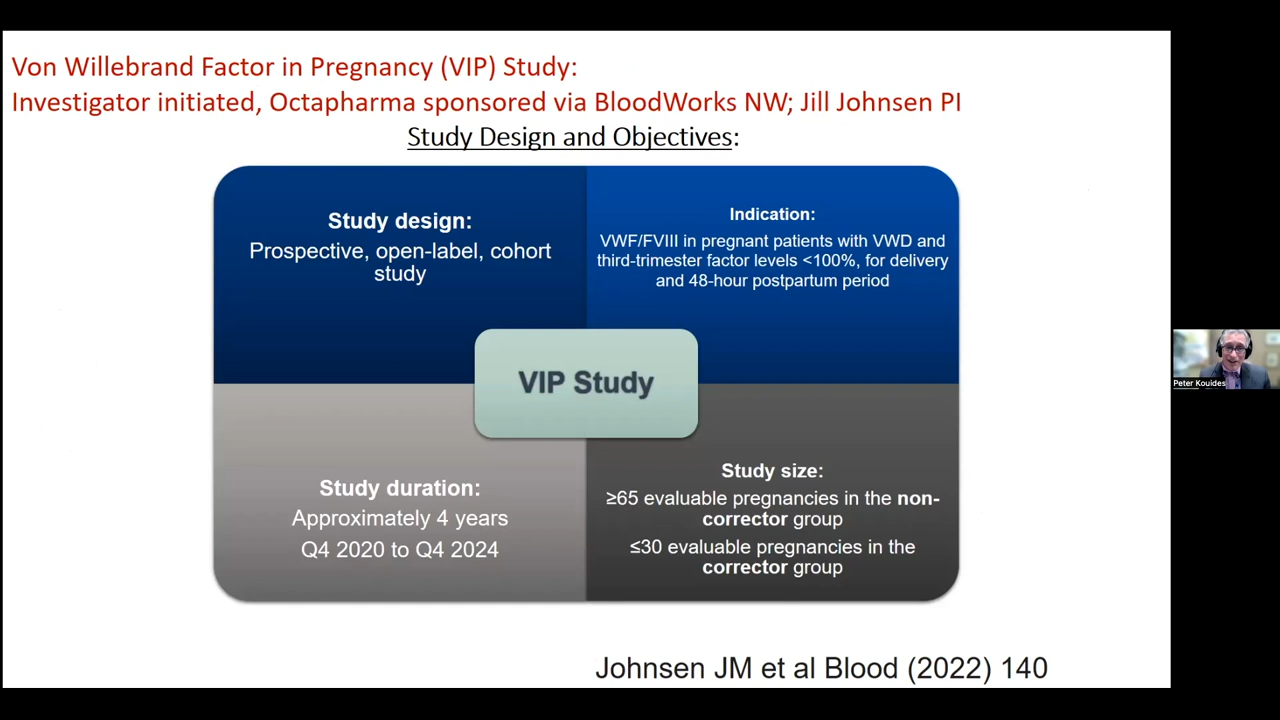 Von Willebrand Factor in Pregnancy (VIP) Study:
Investigator initiated, Octapharma sponsored via BloodWorks NW; Jill Johnsen PI
Study Design and Objectives:
Study design:
Prospective, open-label, cohort
study
Indication:
VWF/FVIII in pregnant patients with VWD and
third-trimester factor levels <100%, for delivery
and 48-hour postpartum period
VIP Study
Study duration:
Approximately 4 years
Q4 2020 to Q4 2024
Study size:
≥65 evaluable pregnancies in the non-
corrector group
≤30 evaluable pregnancies in the
corrector group
Peter Kouides
Johnsen JM et al Blood (2022) 140